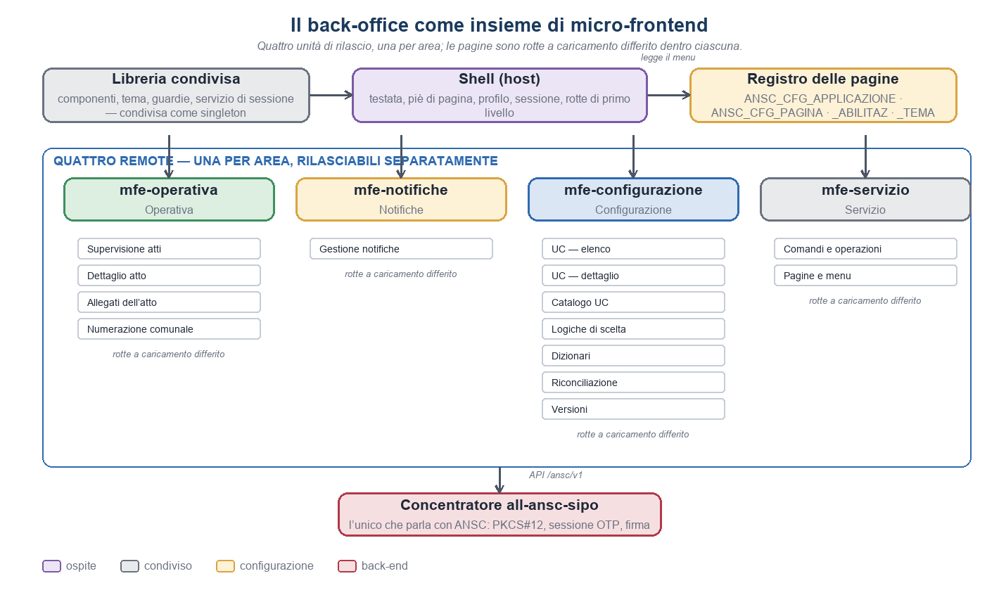 Il back-office come insieme di micro-frontend
Quattro unità di rilascio, una per area; le pagine sono rotte a caricamento differito dentro ciascuna.
legge il menu
Libreria condivisa
componenti, tema, guardie, servizio di sessione
— condivisa come singleton
Shell (host)
testata, piè di pagina, profilo, sessione, rotte di primo
livello
Registro delle pagine
ANSC_CFG_APPLICAZIONE ·
ANSC_CFG_PAGINA · _ABILITAZ · _TEMA
QUATTRO REMOTE — UNA PER AREA, RILASCIABILI SEPARATAMENTE
mfe-operativa
Operativa
Supervisione atti
Dettaglio atto
Allegati dell’atto
Numerazione comunale
rotte a caricamento differito
mfe-notifiche
Notifiche
Gestione notifiche
rotte a caricamento differito
mfe-configurazione
Configurazione
UC — elenco
UC — dettaglio
Catalogo UC
Logiche di scelta
Dizionari
Riconciliazione
Versioni
rotte a caricamento differito
mfe-servizio
Servizio
Comandi e operazioni
Pagine e menu
rotte a caricamento differito
API /ansc/v1
Concentratore all-ansc-sipo
l’unico che parla con ANSC: PKCS#12, sessione OTP, firma
ospite
condiviso
configurazione
back-end